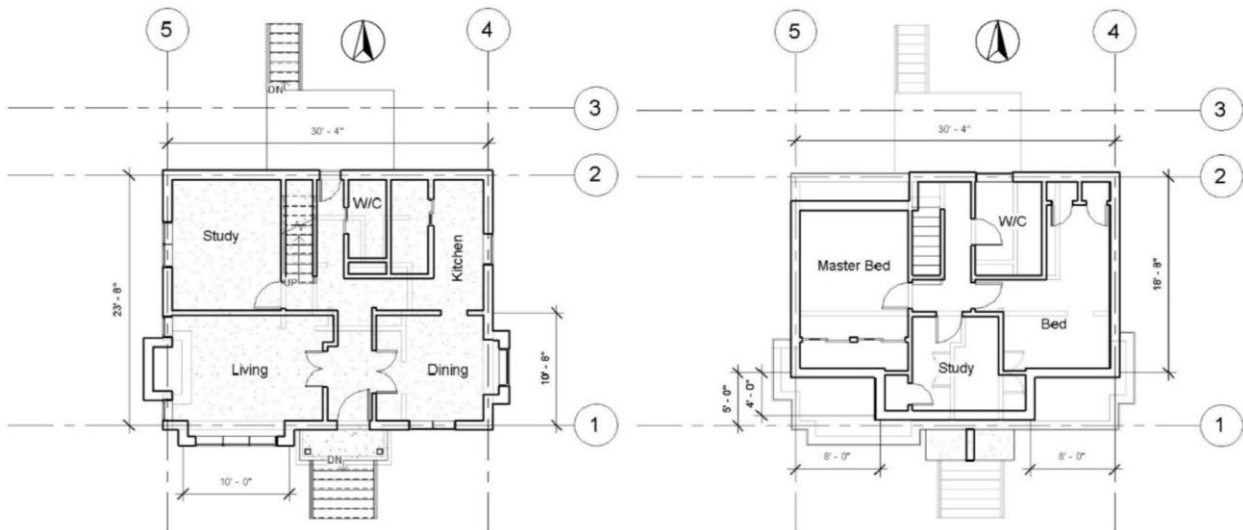 5
4
DN
3
30' - 4"
2
W/C
Study
Kitchen
UP
23' - 8"
Living
Dining
10' - 8"
1
DN
10' - 0"
5
4
3
30' - 4"
2
W/C
Master Bed
18' - 8"
Bed
Study
5' - 0"
4' - 0"
1
8' - 0"
8' - 0"